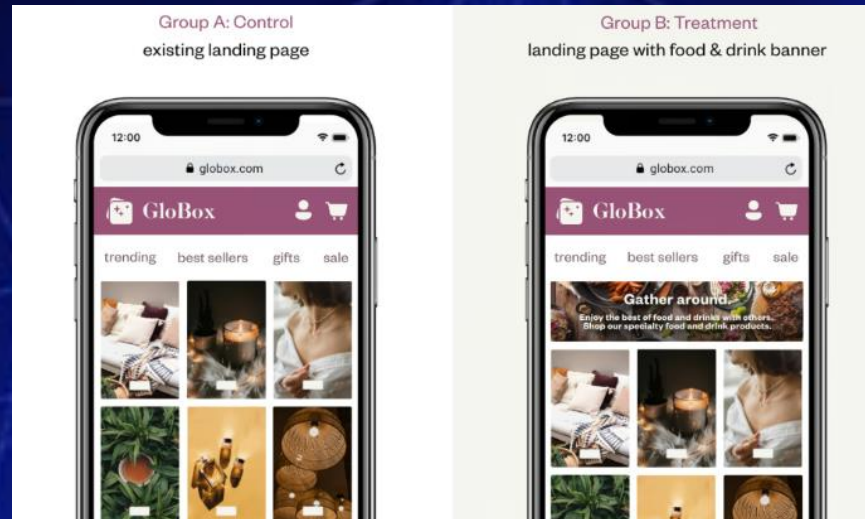 Group A: Control
existing landing page
12:00
globox.com
GloBox
trending best sellers gifts sale
Group B: Treatment
landing page with food & drink banner
12:00
globox.com
GloBox
trending best sellers gifts sale
Gather around.
Enjoy the best of food and drinks with others.
Shop our specialty food and drink products.